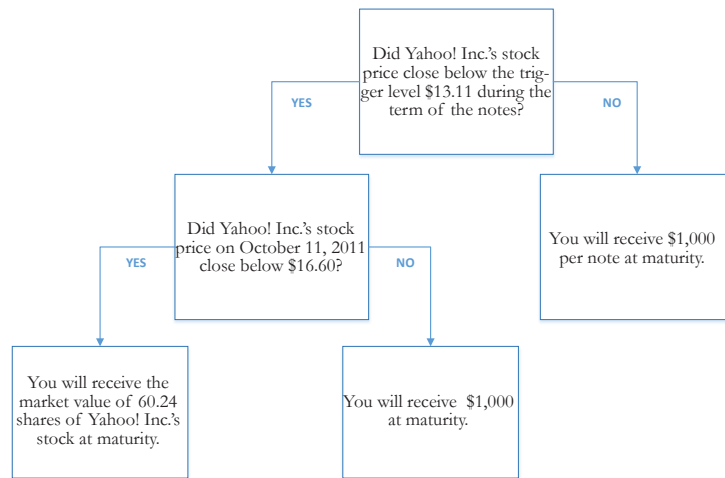 Did Yahoo! Inc.'s stock
price close below the trig-
ger level $13.11 during the
term of the notes?
YES
NO
Did Yahoo! Inc.'s stock
price on October 11, 2011
close below $16.60?
You will receive $1,000
per note at maturity.
YES
NO
You will receive the
market value of 60.24
shares of Yahoo! Inc.'s
stock at maturity.
You will receive $1,000
at maturity.